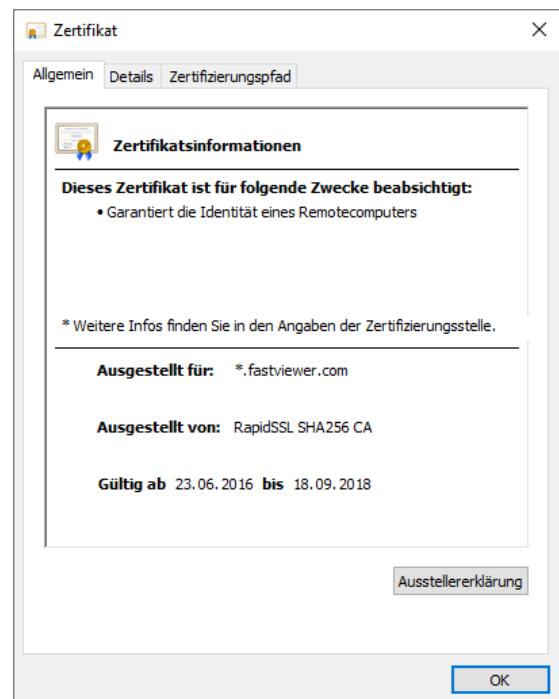 Zertifikat
Allgemein Details Zertifizierungspfad
Zertifikatsinformationen
Dieses Zertifikat ist für folgende Zwecke beabsichtigt:
• Garantiert die Identität eines Remotecomputers
* Weitere Infos finden Sie in den Angaben der Zertifizierungsstelle.
Ausgestellt für: *.fastviewer.com
Ausgestellt von: RapidSSL SHA256 CA
Gültig ab 23.06.2016 bis 18.09.2018
Ausstellererklärung
OK